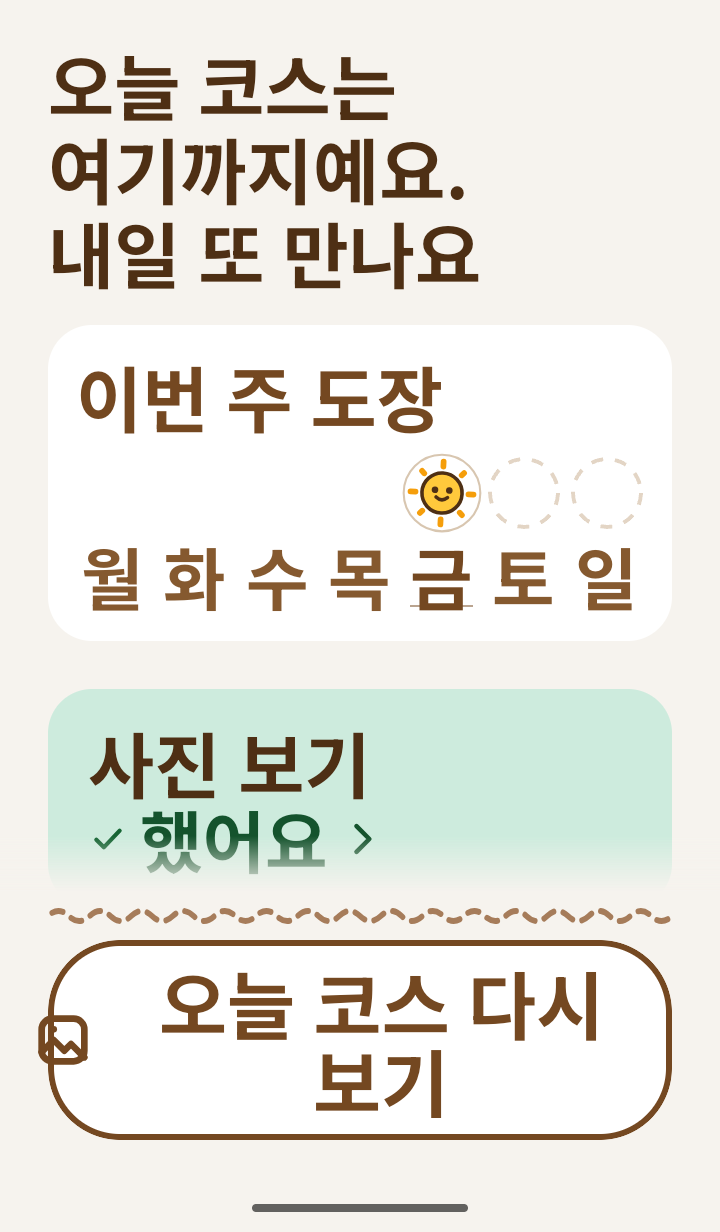 오늘 코스는
여기까지예요.
내일 또 만나요
이번 주 도장
월 화 수 목 금 토 일
사진 보기
했어요
오늘 코스 다시
보기